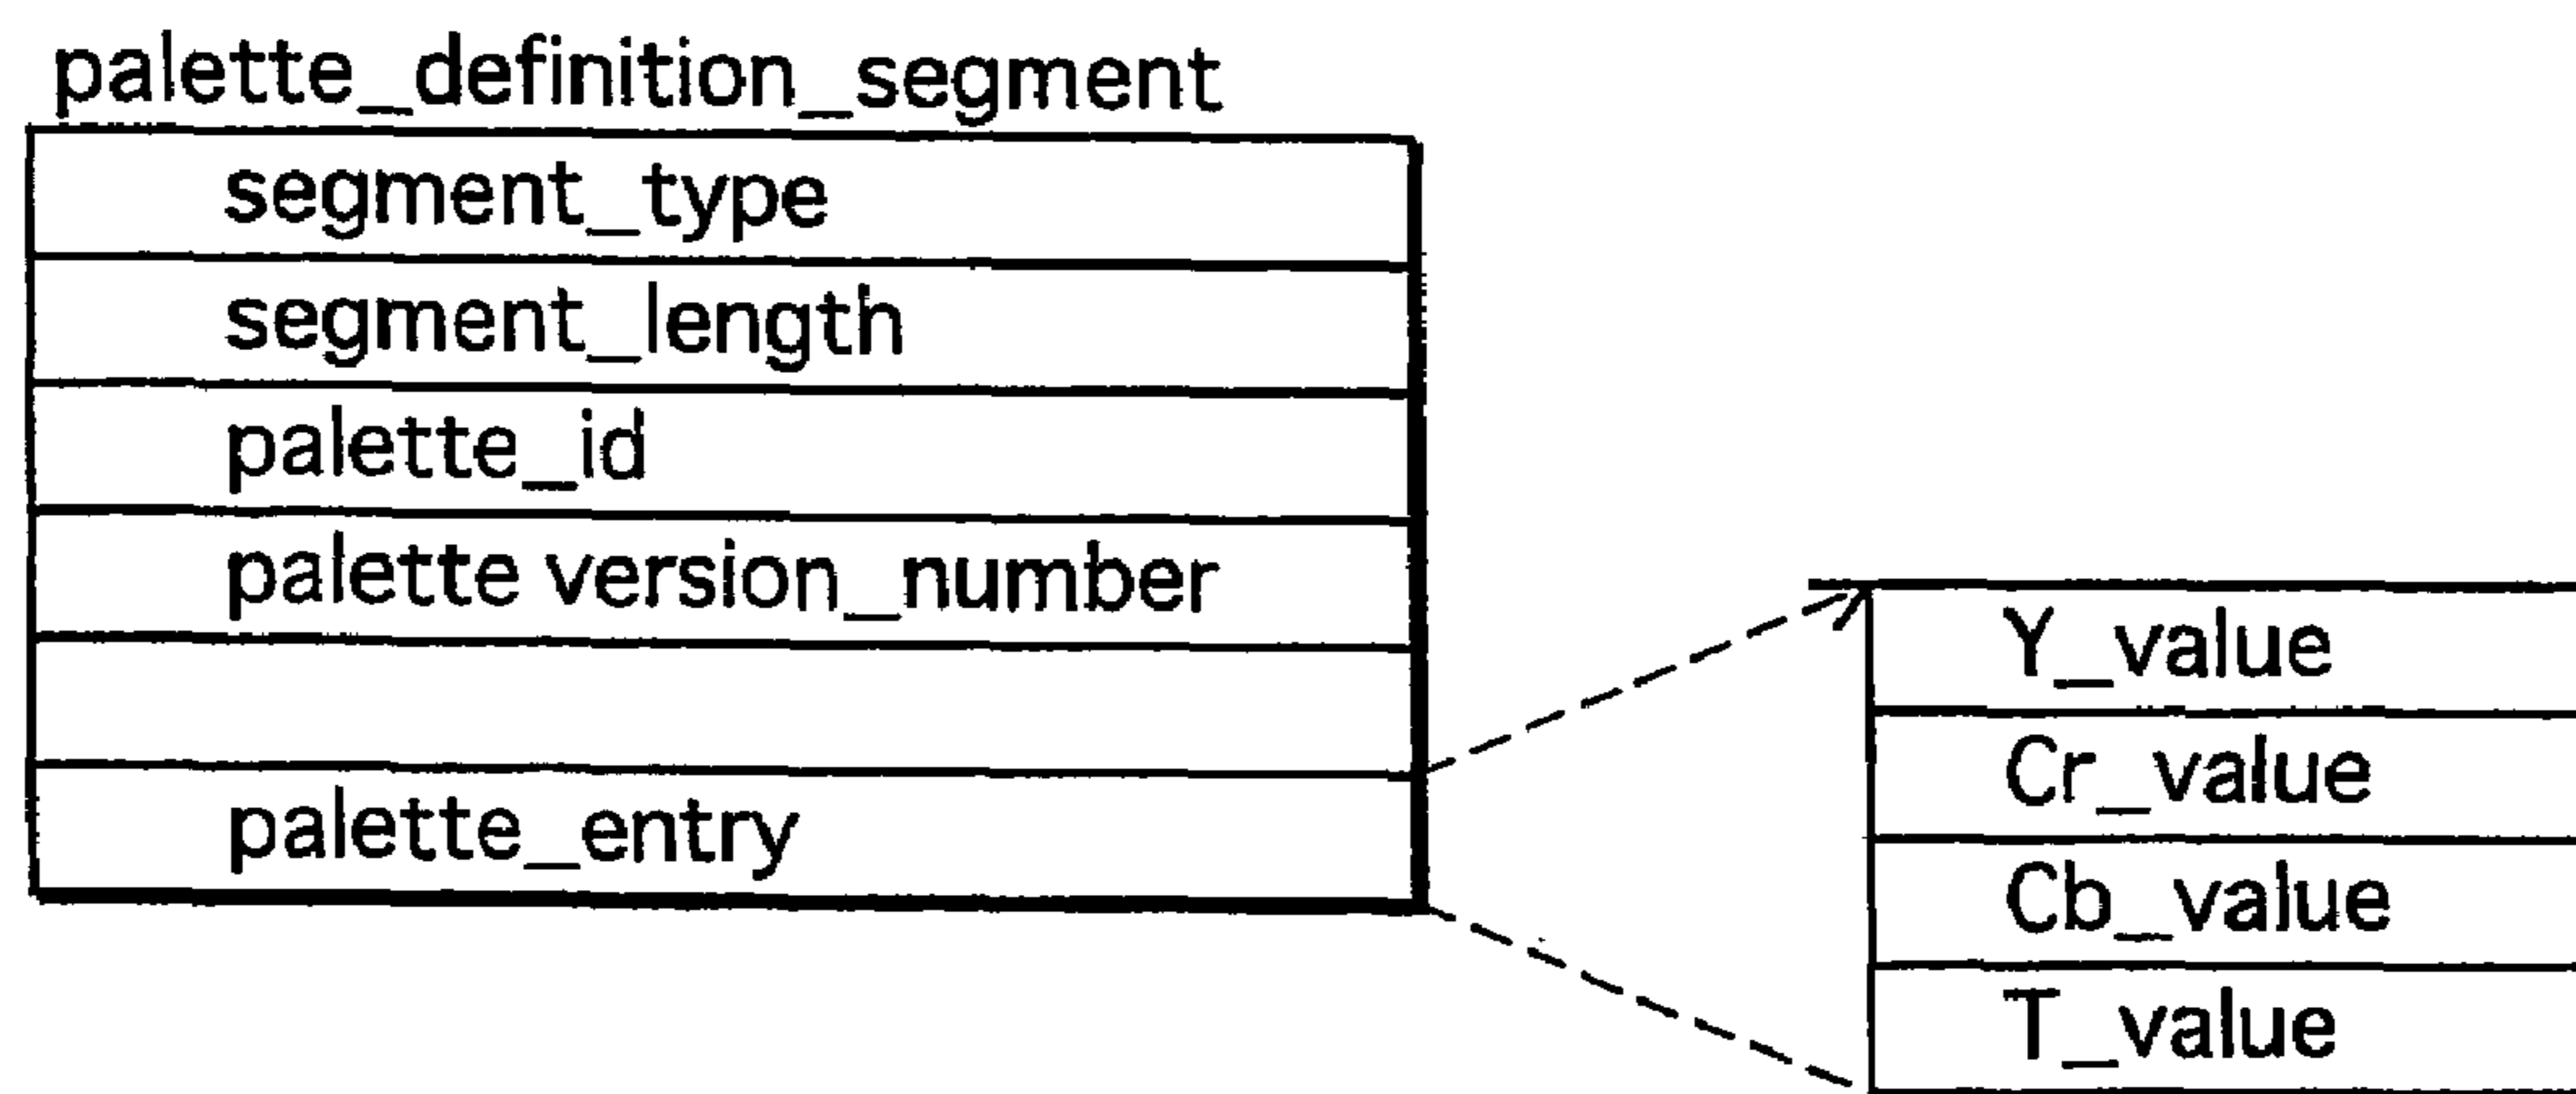 palette_definition_segment
segment_type
segment_length
palette_id
palette version_number
palette_entry
Y_value
Cr_value
Cb_value
T_value